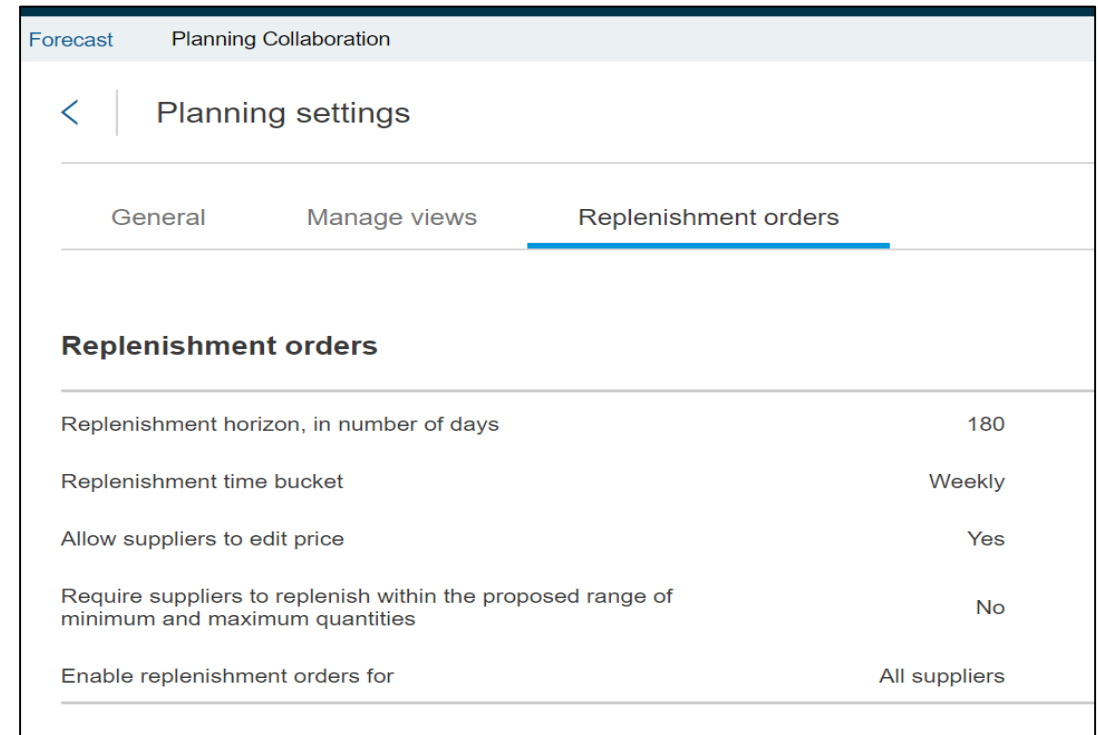 Forecast Planning Collaboration
< Planning settings
General Manage views Replenishment orders
Replenishment orders
Replenishment horizon, in number of days 180
Replenishment time bucket Weekly
Allow suppliers to edit price Yes
Require suppliers to replenish within the proposed range of
minimum and maximum quantities No
Enable replenishment orders for All suppliers